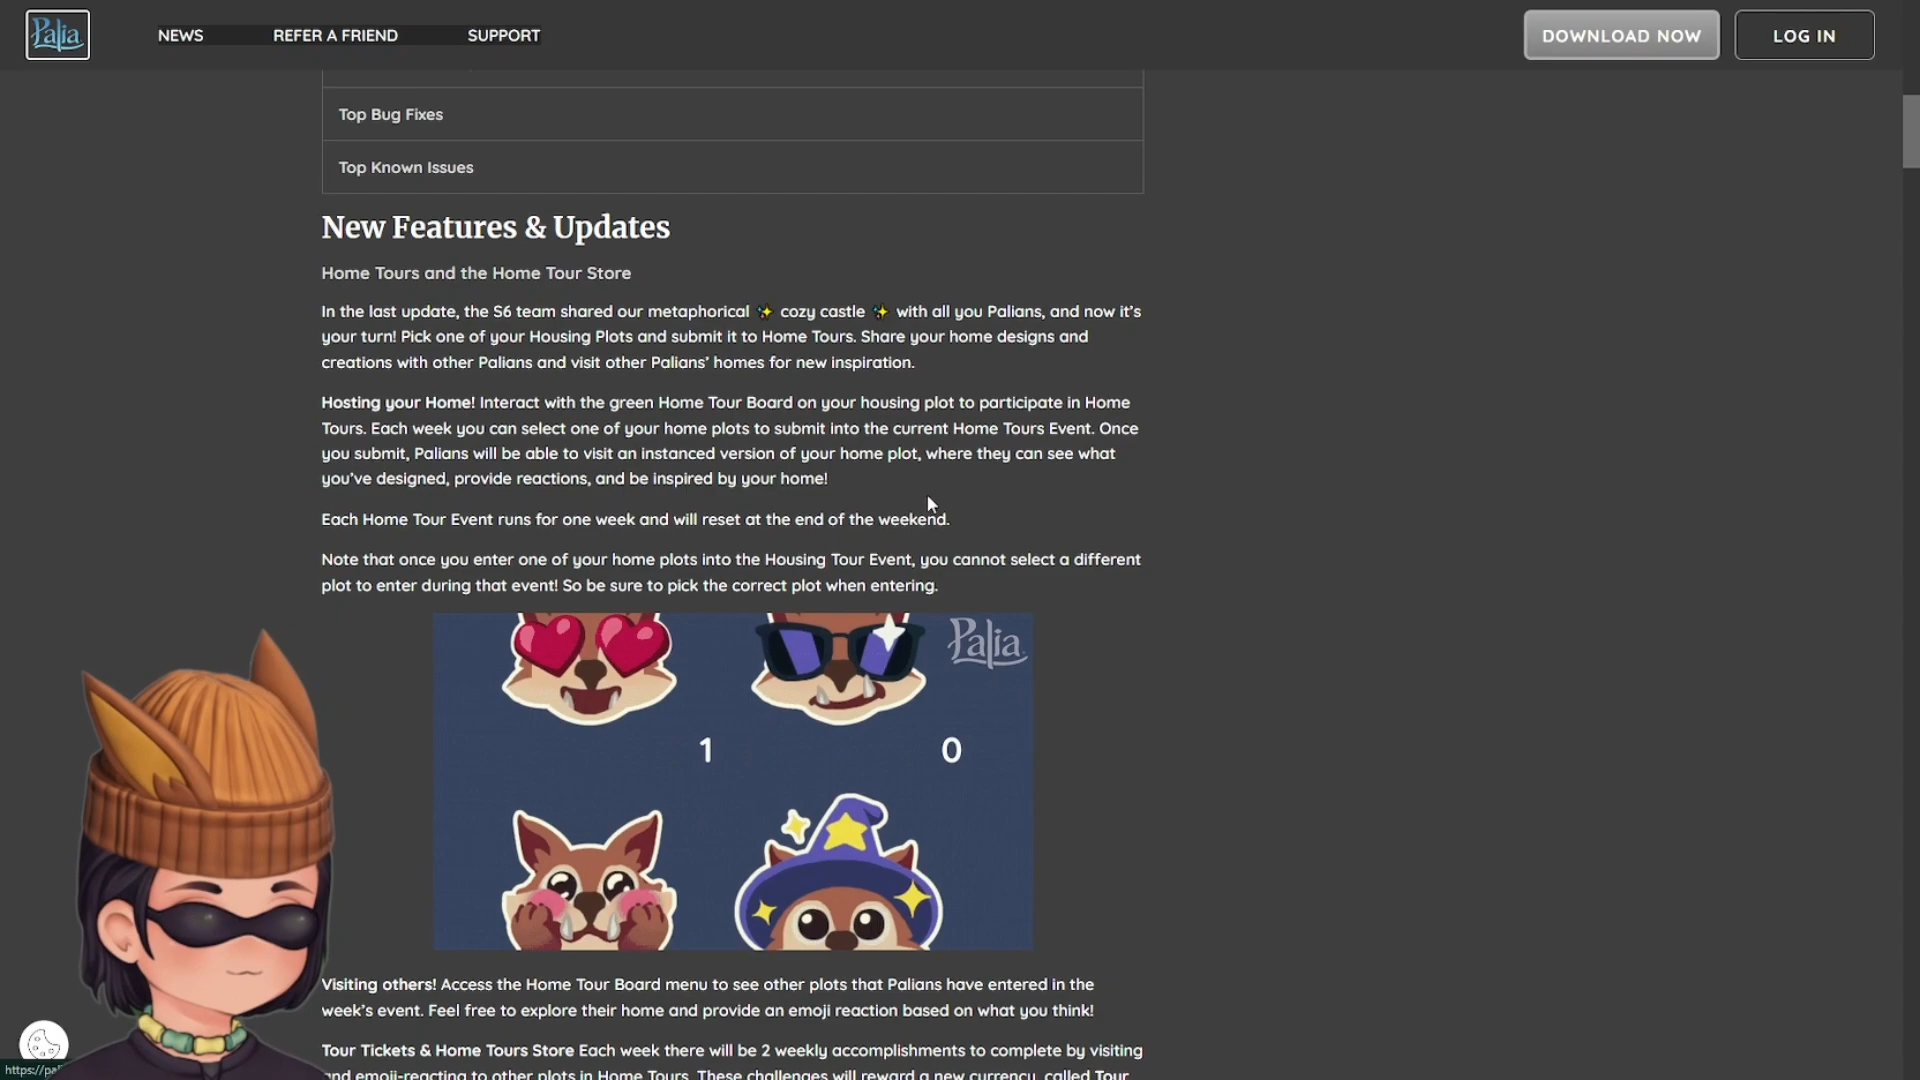 Palia
NEWS
REFER A FRIEND
SUPPORT
DOWNLOAD NOW
LOG IN
Top Bug Fixes
Top Known Issues
New Features & Updates
Home Tours and the Home Tour Store
In the last update, the S6 team shared our metaphorical ✨ cozy castle ✨ with all you Palians, and now it’s
your turn! Pick one of your Housing Plots and submit it to Home Tours. Share your home designs and
creations with other Palians and visit other Palians’ homes for new inspiration.
Hosting your Home! Interact with the green Home Tour Board on your housing plot to participate in Home
Tours. Each week you can select one of your home plots to submit into the current Home Tours Event. Once
you submit, Palians will be able to visit an instanced version of your home plot, where they can see what
you’ve designed, provide reactions, and be inspired by your home!
Each Home Tour Event runs for one week and will reset at the end of the weekend.
Note that once you enter one of your home plots into the Housing Tour Event, you cannot select a different
plot to enter during that event! So be sure to pick the correct plot when entering.
Palia
1
0
Visiting others! Access the Home Tour Board menu to see other plots that Palians have entered in the
week’s event. Feel free to explore their home and provide an emoji reaction based on what you think!
Tour Tickets & Home Tours Store Each week there will be 2 weekly accomplishments to complete by visiting
and emoji-reacting to other plots in Home Tours. These challenges will reward a new currency, called Tour
https://pal